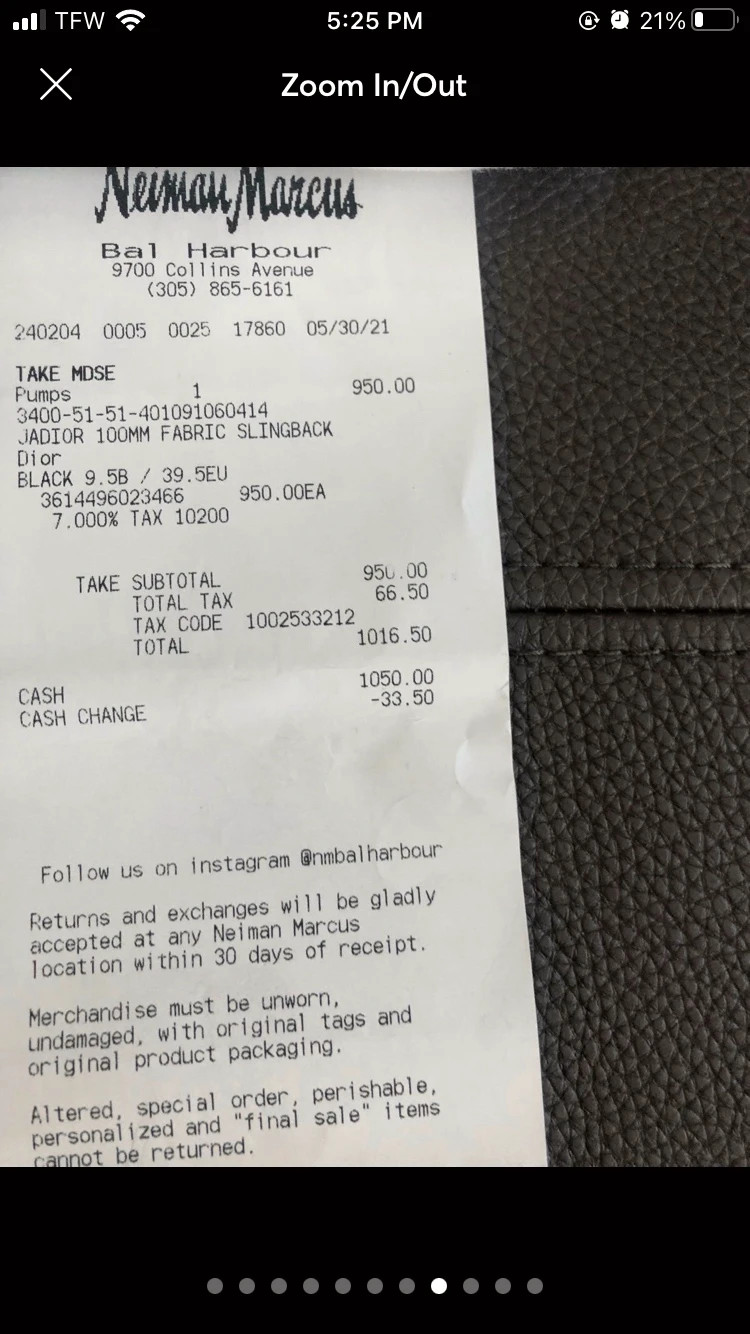 TFW 5:25 PM 21%
Zoom In/Out
Neiman Marcus
Bal Harbour
9700 Collins Avenue
(305) 865-6161
240204 0005 0025 17860 05/30/21
TAKE MDSE
Pumps 1 950.00
3400-51-51-401091060414
JADIOR 100MM FABRIC SLINGBACK
Dior
BLACK 9.5B / 39.5EU
3614496023466 950.00EA
7.000% TAX 10200
TAKE SUBTOTAL 950.00
TOTAL TAX 66.50
TAX CODE 1002533212
TOTAL 1016.50
CASH 1050.00
CASH CHANGE -33.50
Follow us on instagram @nmbalharbour
Returns and exchanges will be gladly
accepted at any Neiman Marcus
location within 30 days of receipt.
Merchandise must be unworn,
undamaged, with original tags and
original product packaging.
Altered, special order, perishable,
personalized and "final sale" items
cannot be returned.